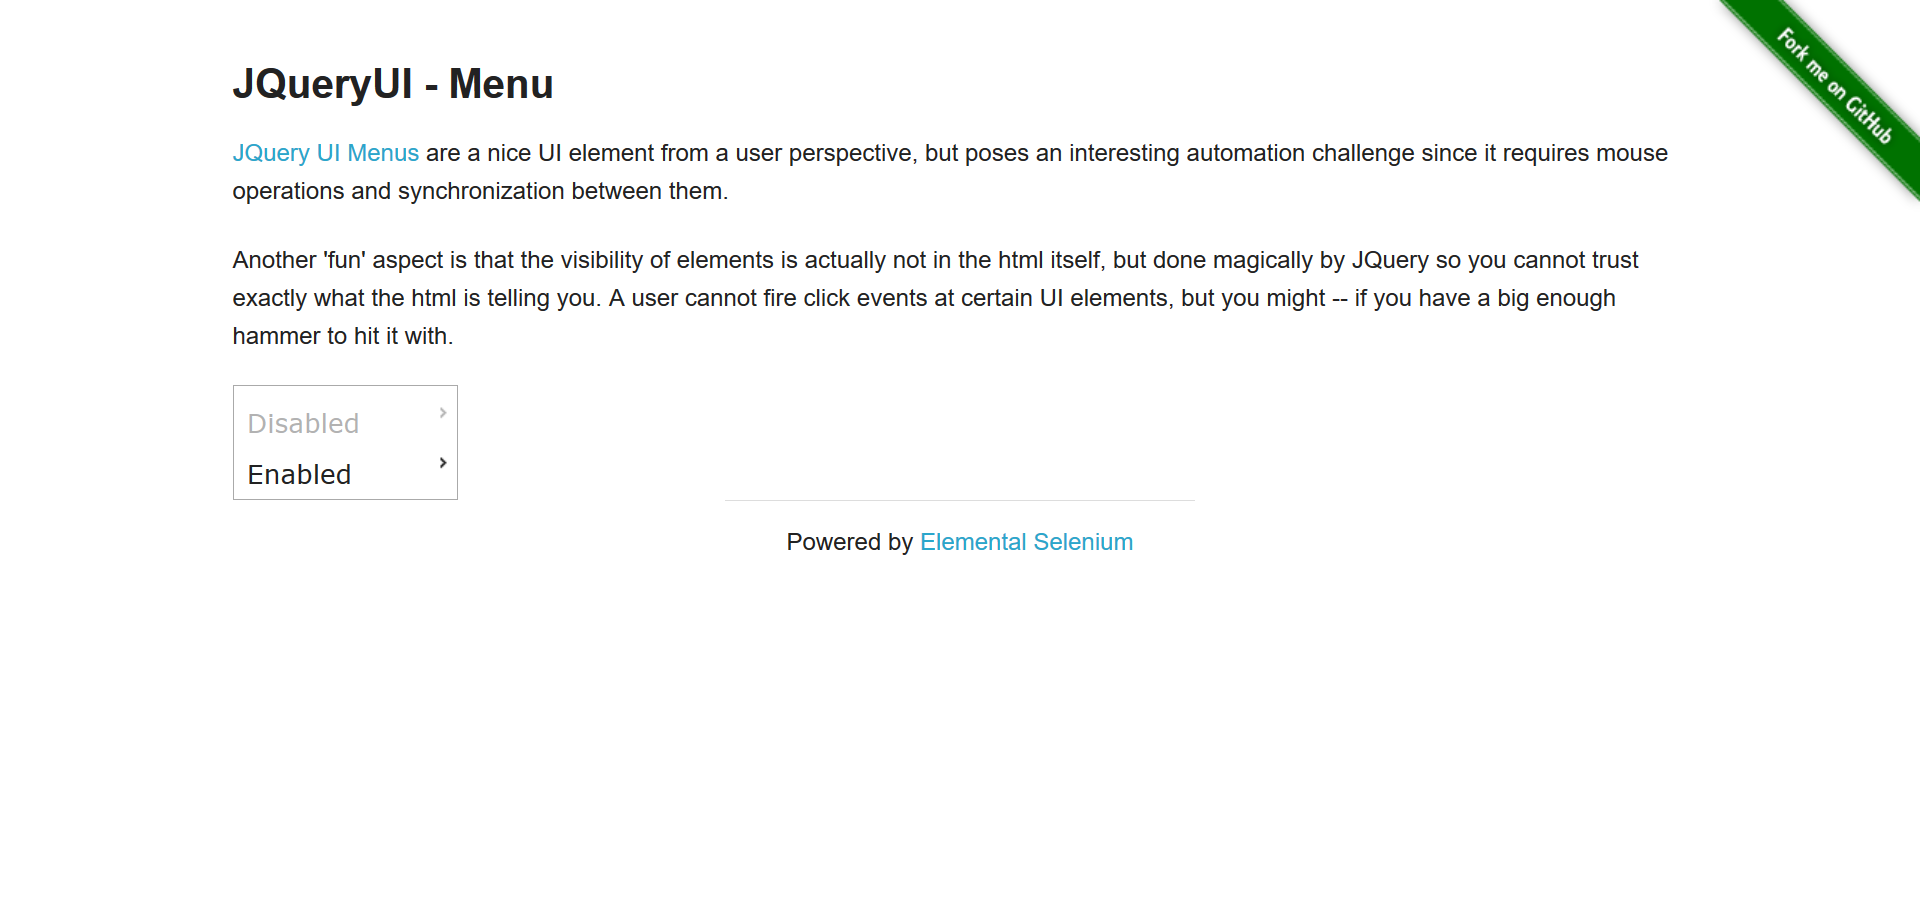 Fork me on GitHub
JQueryUI - Menu
JQuery UI Menus are a nice UI element from a user perspective, but poses an interesting automation challenge since it requires mouse
operations and synchronization between them.
Another 'fun' aspect is that the visibility of elements is actually not in the html itself, but done magically by JQuery so you cannot trust
exactly what the html is telling you. A user cannot fire click events at certain UI elements, but you might -- if you have a big enough
hammer to hit it with.
Disabled
Enabled
Powered by Elemental Selenium